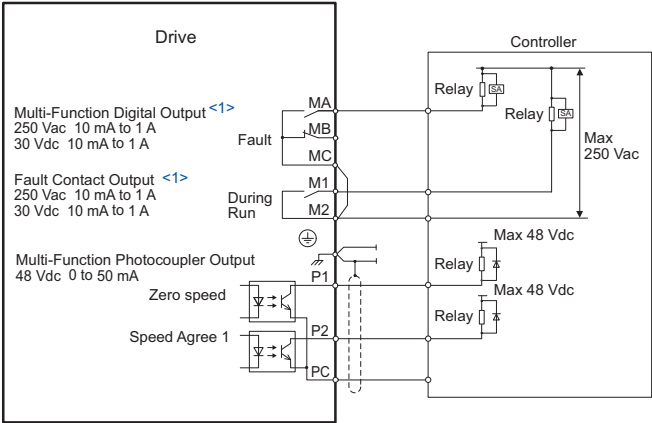 Drive
Controller
Multi-Function Digital Output <1>
250 Vac 10 mA to 1 A
30 Vdc 10 mA to 1 A
Fault
MA
MB
MC
Relay
SA
Relay
SA
Max
250 Vac
Fault Contact Output <1>
250 Vac 10 mA to 1 A
30 Vdc 10 mA to 1 A
During
Run
M1
M2
Multi-Function Photocoupler Output
48 Vdc 0 to 50 mA
Zero speed
P1
Max 48 Vdc
Relay
Max 48 Vdc
Relay
Speed Agree 1
P2
PC